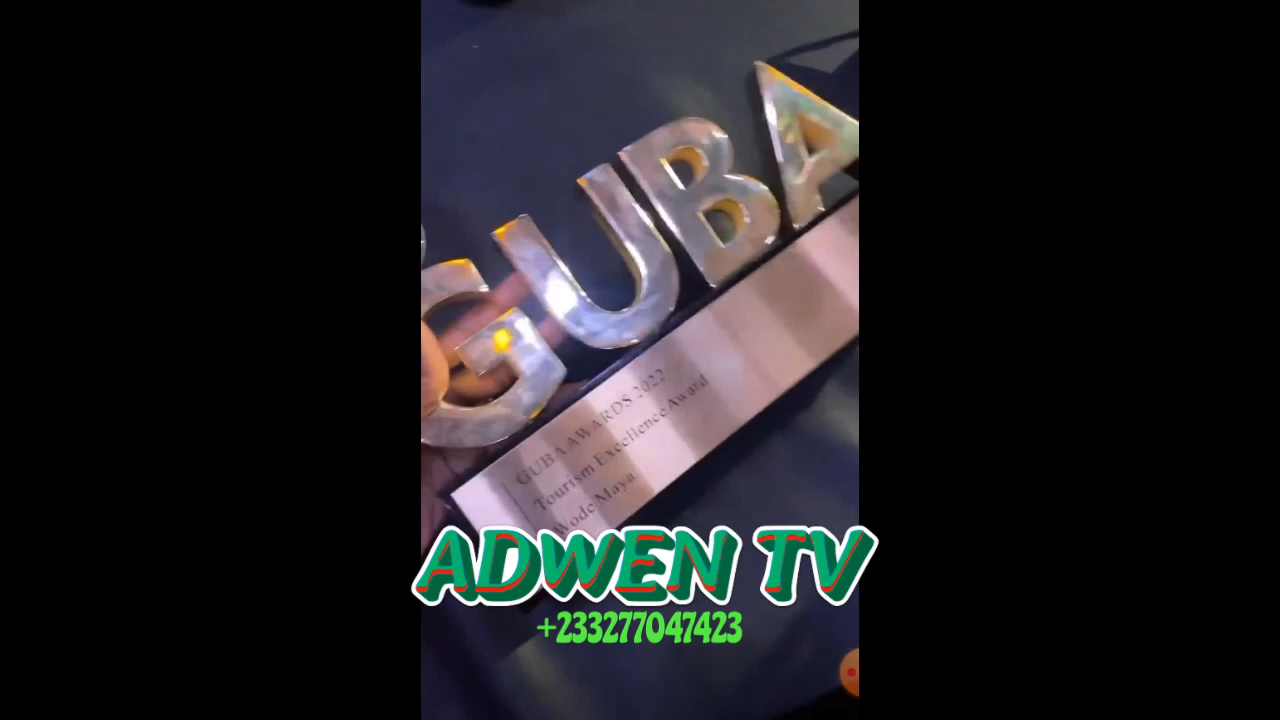 GUBA
GUBA AWARDS 2022
Tourism Excellence Award
Wode Maya
ADWEN TV
+233277047423